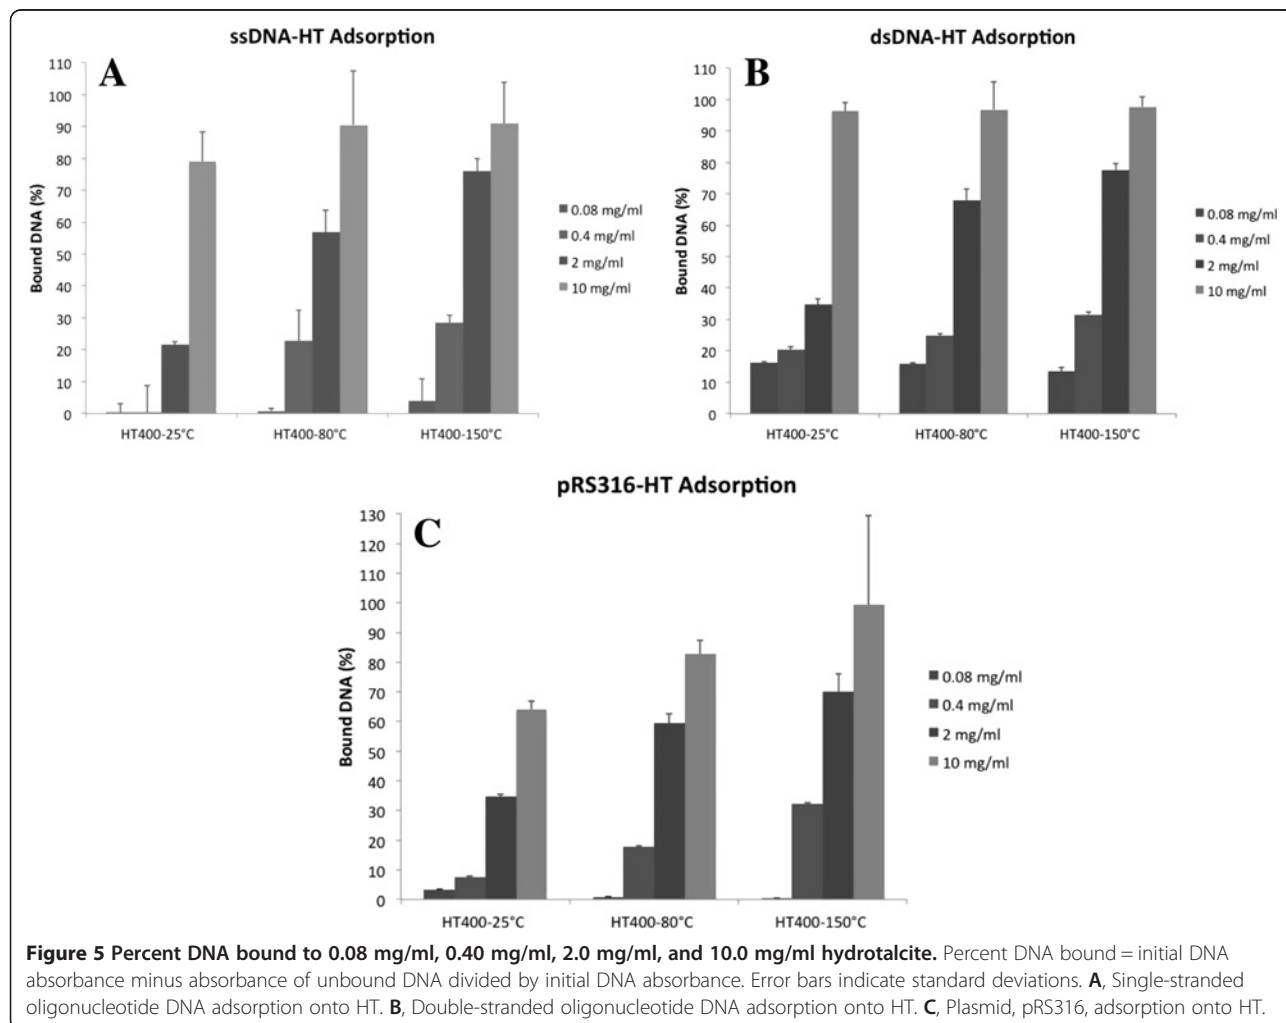 ssDNA-HT Adsorption
A
Bound DNA (%)
110
100
90
80
70
60
50
40
30
20
10
0
HT400-25°C HT400-80°C HT400-150°C
0.08 mg/ml
0.4 mg/ml
2 mg/ml
10 mg/ml
dsDNA-HT Adsorption
B
Bound DNA (%)
110
100
90
80
70
60
50
40
30
20
10
0
HT400-25°C HT400-80°C HT400-150°C
0.08 mg/ml
0.4 mg/ml
2 mg/ml
10 mg/ml
pRS316-HT Adsorption
C
Bound DNA (%)
130
120
110
100
90
80
70
60
50
40
30
20
10
0
HT400-25°C HT400-80°C HT400-150°C
0.08 mg/ml
0.4 mg/ml
2 mg/ml
10 mg/ml
Figure 5 Percent DNA bound to 0.08 mg/ml, 0.40 mg/ml, 2.0 mg/ml, and 10.0 mg/ml hydrotalcite. Percent DNA bound = initial DNA
absorbance minus absorbance of unbound DNA divided by initial DNA absorbance. Error bars indicate standard deviations. A, Single-stranded
oligonucleotide DNA adsorption onto HT. B, Double-stranded oligonucleotide DNA adsorption onto HT. C, Plasmid, pRS316, adsorption onto HT.